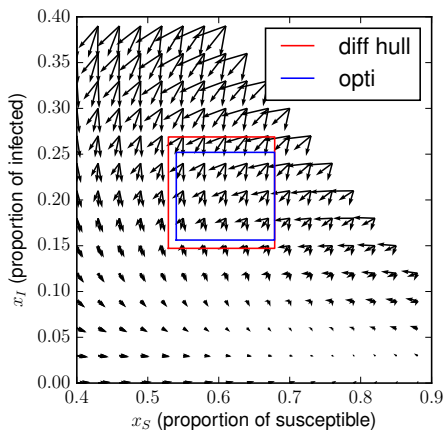 0.40
0.35
0.30
0.25
0.20
0.15
0.10
0.05
0.00
x_I (proportion of infected)
diff hull
opti
0.4 0.5 0.6 0.7 0.8 0.9
x_S (proportion of susceptible)